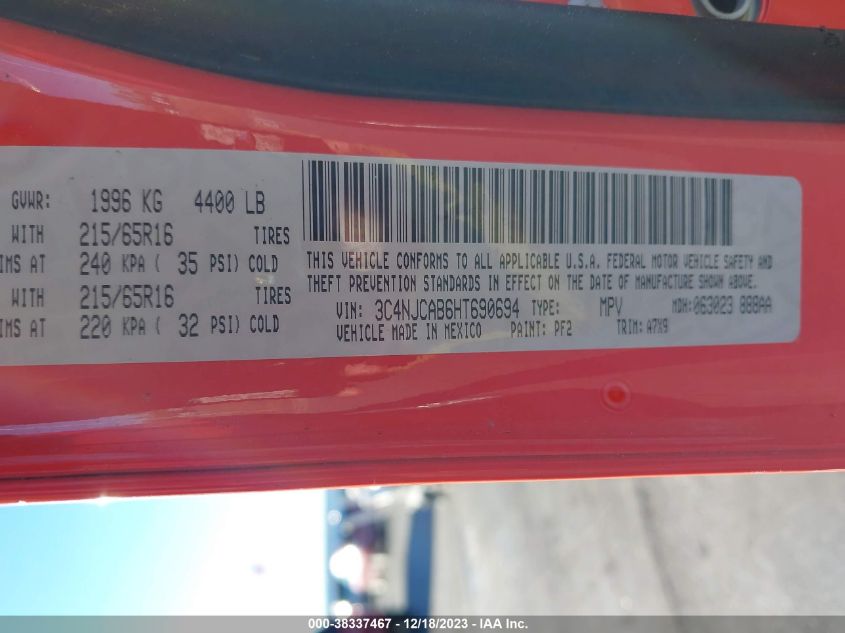 GVWR: 1996 KG 4400 LB
WITH 215/65R16 TIRES
IMS AT 240 KPA ( 35 PSI) COLD
WITH 215/65R16 TIRES
IMS AT 220 KPA ( 32 PSI) COLD
THIS VEHICLE CONFORMS TO ALL APPLICABLE U.S.A. FEDERAL MOTOR VEHICLE SAFETY AND
THEFT PREVENTION STANDARDS IN EFFECT ON THE DATE OF MANUFACTURE SHOWN ABOVE.
VIN: 3C4NJCAB6HT690694 TYPE: MPV MDH:063023 888AA
VEHICLE MADE IN MEXICO PAINT: PF2 TRIM: A7X9
000-38337467 - 12/18/2023 - IAA Inc.